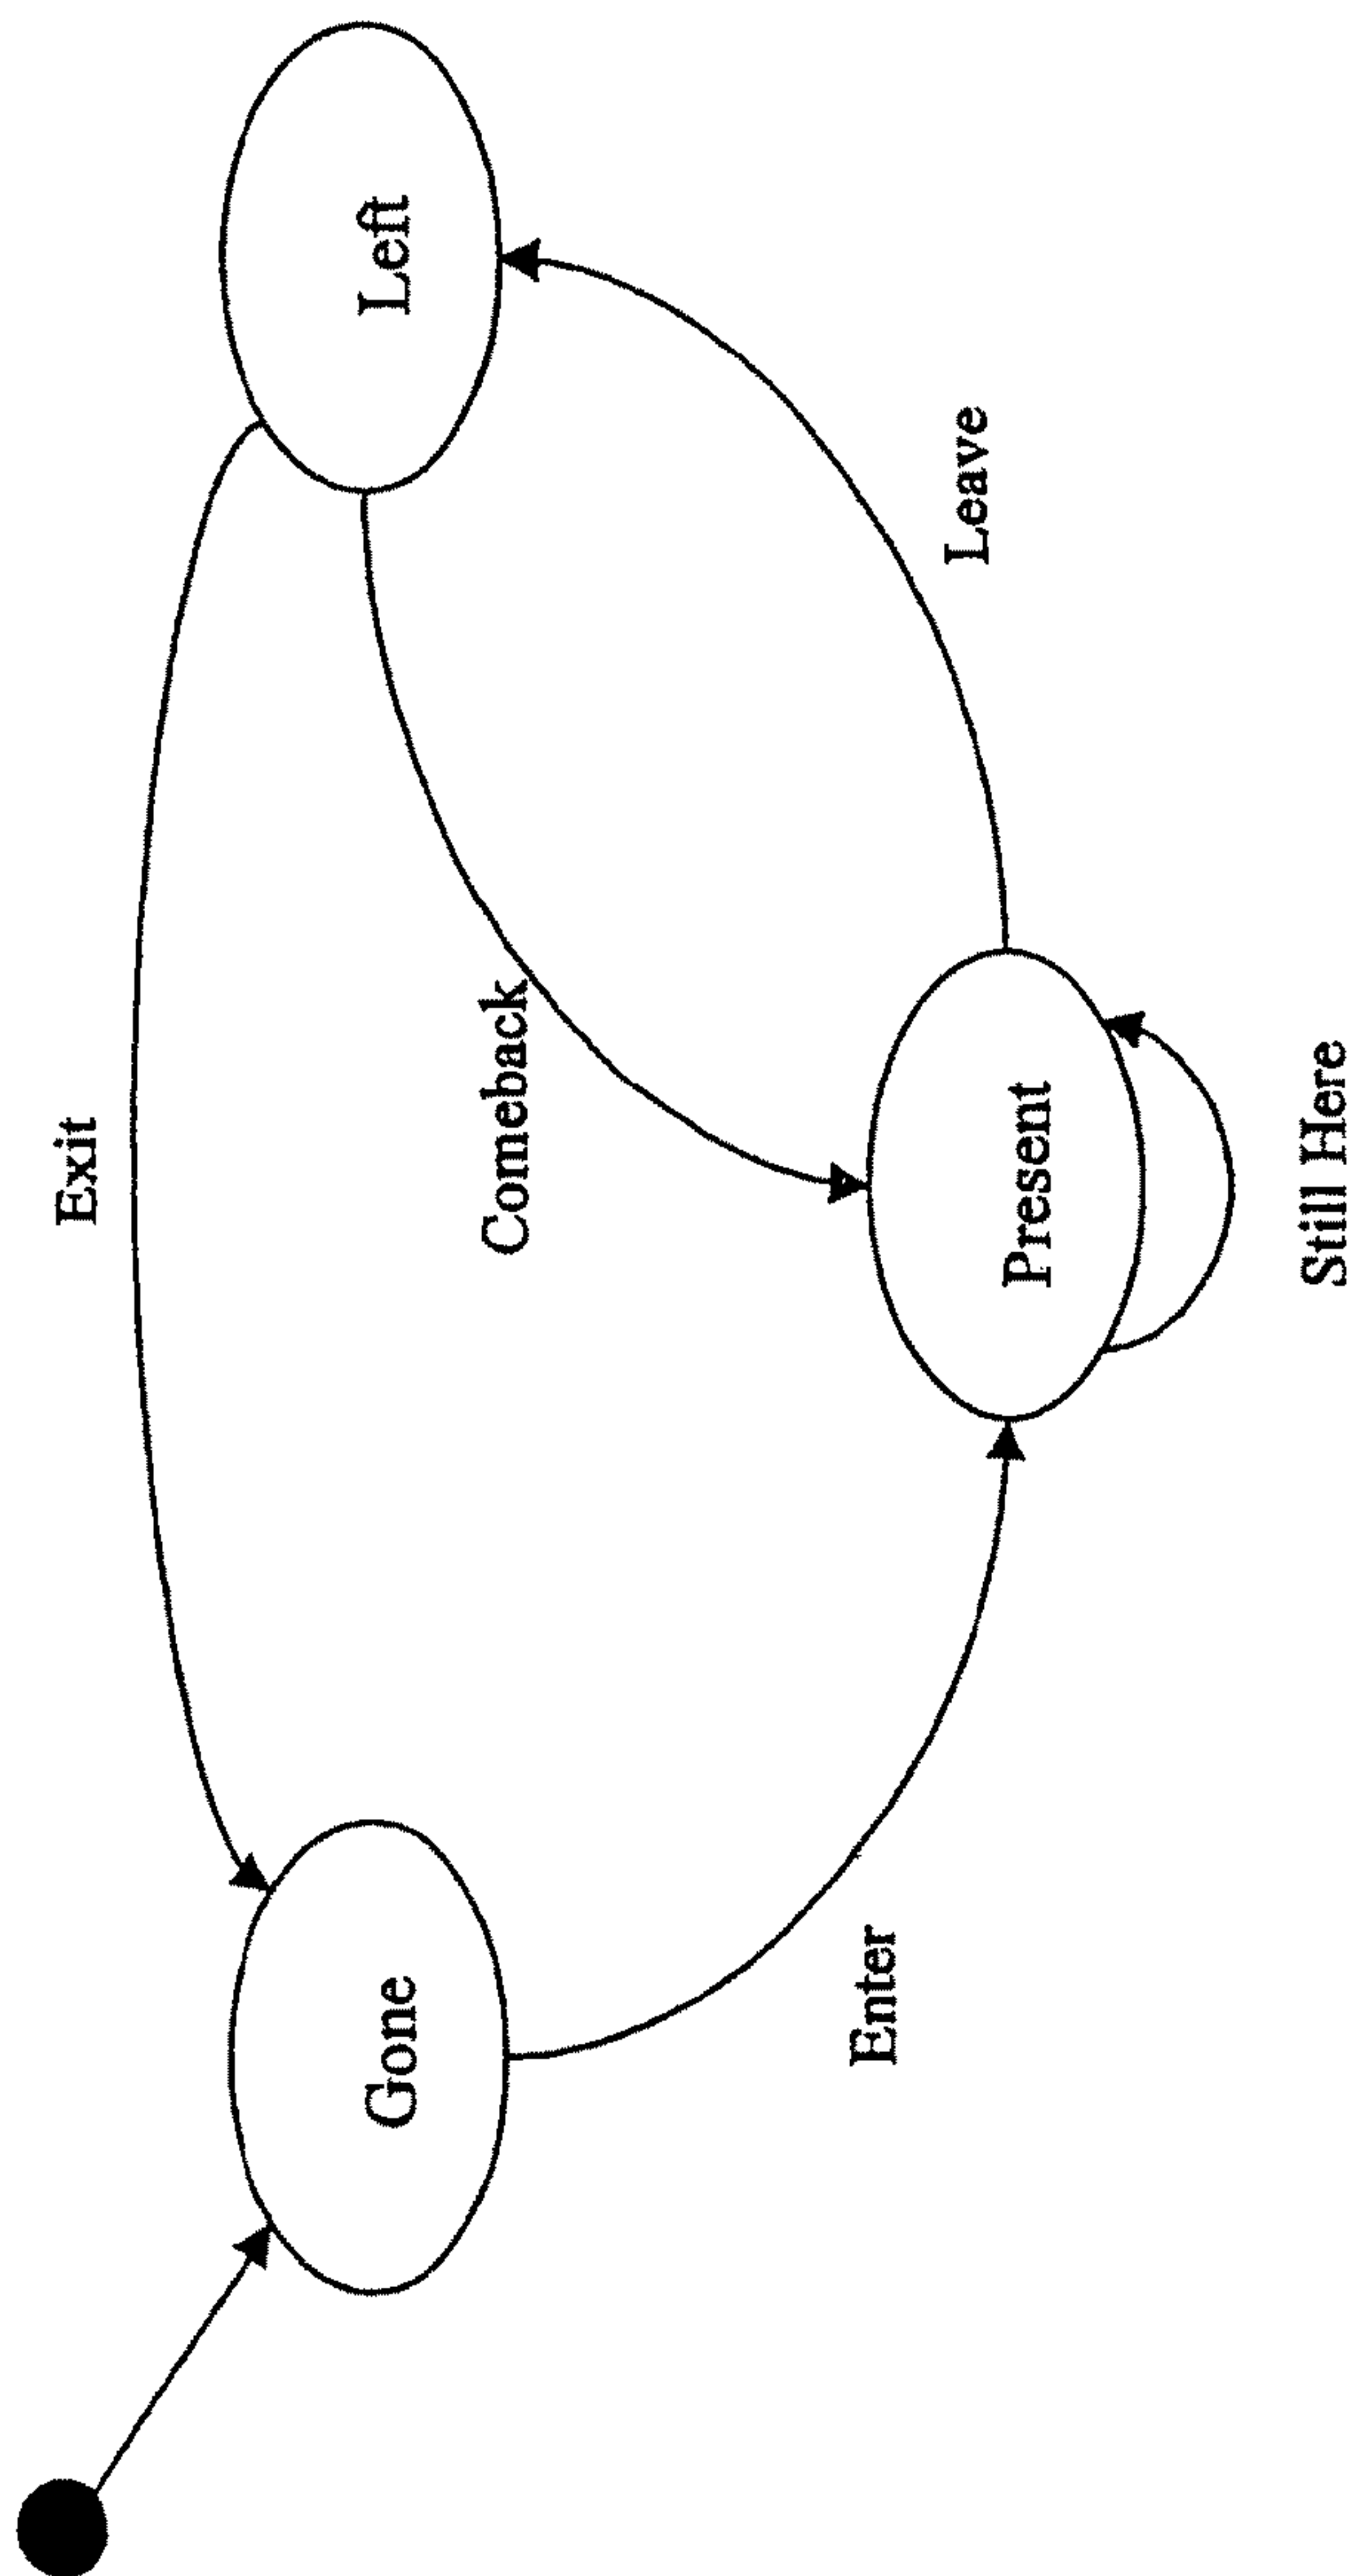 Exit
Gone
Left
Comeback
Enter
Present
Leave
Still Here